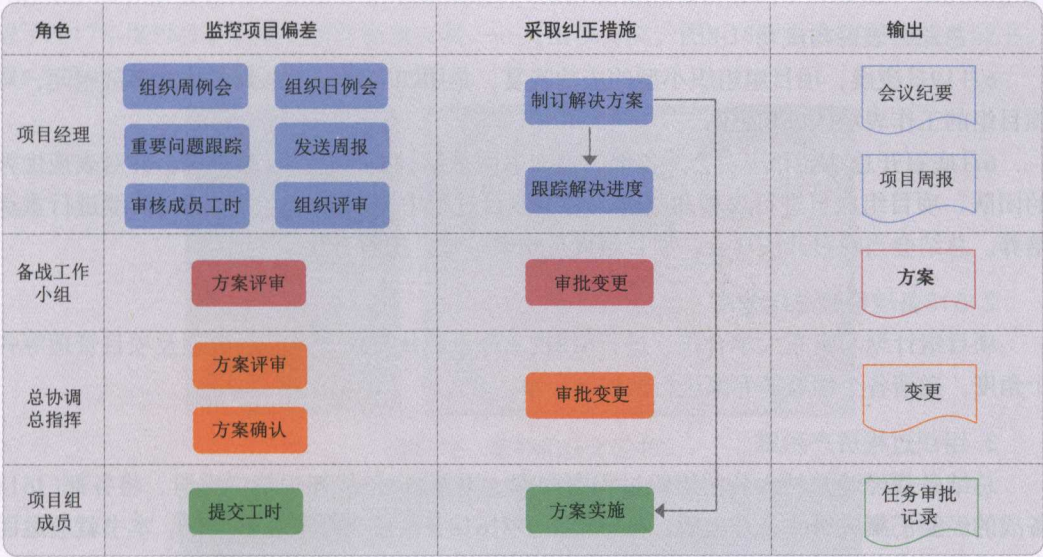 角色
监控项目偏差
采取纠正措施
输出
项目经理
组织周例会
组织日例会
重要问题跟踪
发送周报
审核成员工时
组织评审
制订解决方案
跟踪解决进度
会议纪要
项目周报
备战工作
小组
方案评审
审批变更
方案
总协调
总指挥
方案评审
方案确认
审批变更
变更
项目组
成员
提交工时
方案实施
任务审批
记录